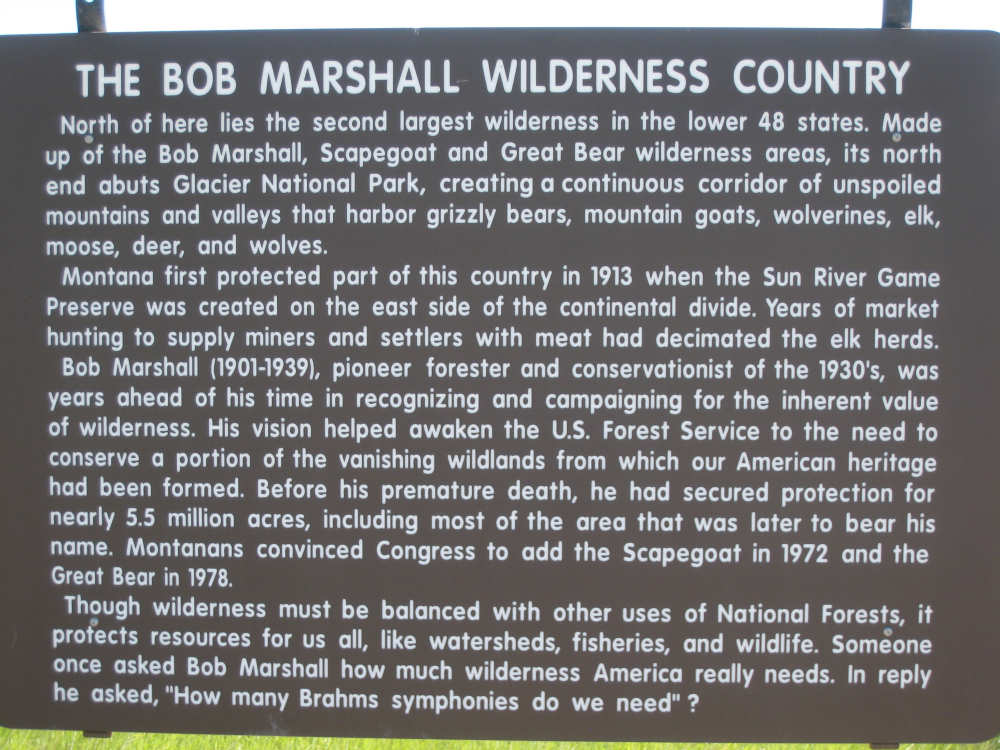 THE BOB MARSHALL WILDERNESS COUNTRY
North of here lies the second largest wilderness in the lower 48 states. Made
up of the Bob Marshall, Scapegoat and Great Bear wilderness areas, its north
end abuts Glacier National Park, creating a continuous corridor of unspoiled
mountains and valleys that harbor grizzly bears, mountain goats, wolverines, elk,
moose, deer, and wolves.
Montana first protected part of this country in 1913 when the Sun River Game
Preserve was created on the east side of the continental divide. Years of market
hunting to supply miners and settlers with meat had decimated the elk herds.
Bob Marshall (1901-1939), pioneer forester and conservationist of the 1930's, was
years ahead of his time in recognizing and campaigning for the inherent value
of wilderness. His vision helped awaken the U.S. Forest Service to the need to
conserve a portion of the vanishing wildlands from which our American heritage
had been formed. Before his premature death, he had secured protection for
nearly 5.5 million acres, including most of the area that was later to bear his
name. Montanans convinced Congress to add the Scapegoat in 1972 and the
Great Bear in 1978.
Though wilderness must be balanced with other uses of National Forests, it
protects resources for us all, like watersheds, fisheries, and wildlife. Someone
once asked Bob Marshall how much wilderness America really needs. In reply
he asked, "How many Brahms symphonies do we need" ?